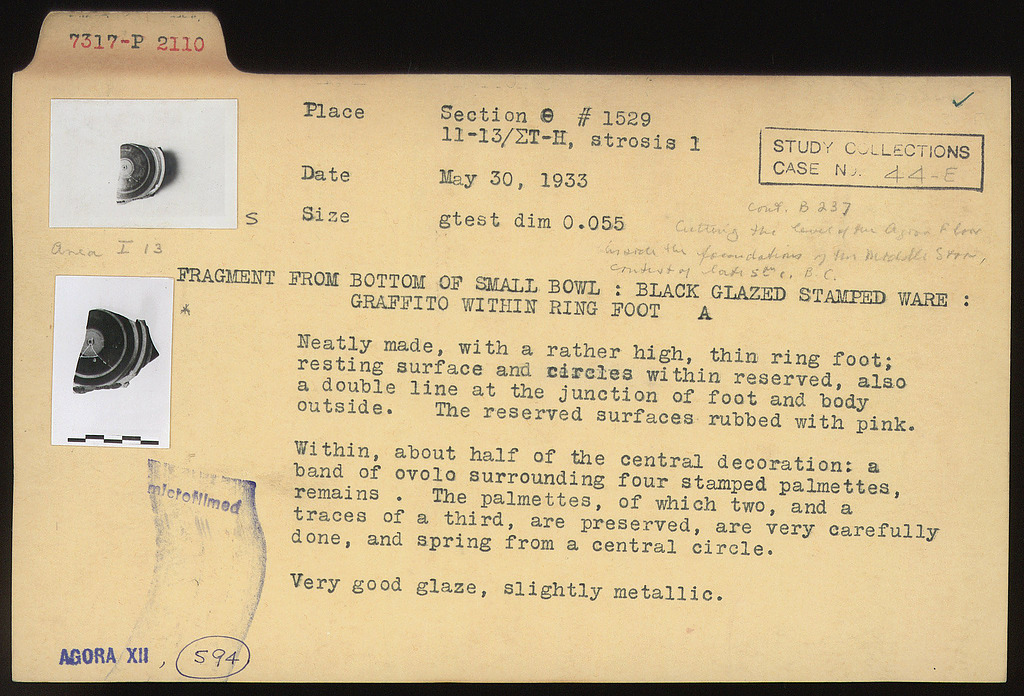 7317-P 2110
Place Section Θ # 1529
11-13/ΣΤ-Η, strosis 1
Date May 30, 1933
Size gtest dim 0.055
S
STUDY COLLECTIONS
CASE No. 44-E
cont. B 237
Cutting the level of the Agora Floor
inside the foundations of the Middle Stoa,
context of late 5th c. B.C.
Area I 13
FRAGMENT FROM BOTTOM OF SMALL BOWL : BLACK GLAZED STAMPED WARE :
GRAFFITO WITHIN RING FOOT A
*
Neatly made, with a rather high, thin ring foot;
resting surface and circles within reserved, also
a double line at the junction of foot and body
outside. The reserved surfaces rubbed with pink.
Within, about half of the central decoration: a
band of ovolo surrounding four stamped palmettes,
remains . The palmettes, of which two, and a
traces of a third, are preserved, are very carefully
done, and spring from a central circle.
Very good glaze, slightly metallic.
microfilmed
AGORA XII , 594